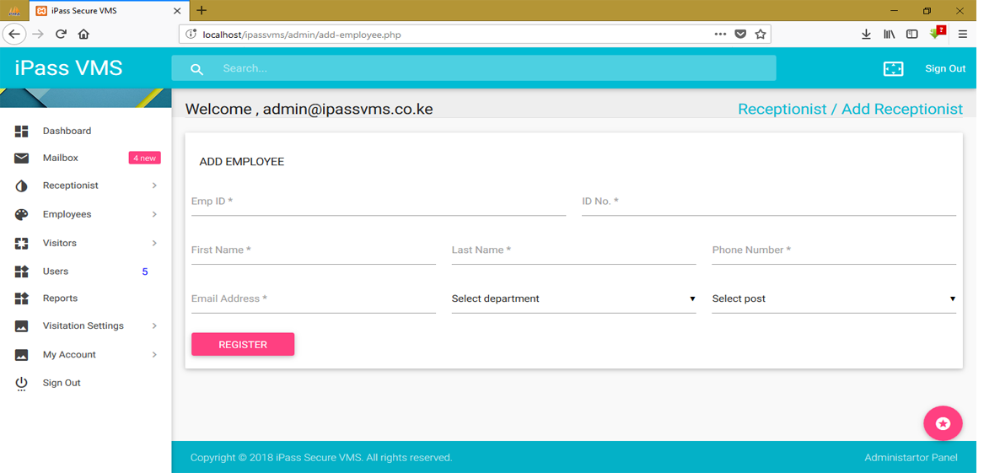 iPass Secure VMS
localhost/ipassvms/admin/add-employee.php
iPass VMS
Search...
Sign Out
Welcome , admin@ipassvms.co.ke
Receptionist / Add Receptionist
Dashboard
Mailbox 4 new
Receptionist
Employees
Visitors
Users 5
Reports
Visitation Settings
My Account
Sign Out
ADD EMPLOYEE
Emp ID * ID No. *
First Name * Last Name * Phone Number *
Email Address * Select department Select post
REGISTER
Copyright © 2018 iPass Secure VMS. All rights reserved. Administartor Panel